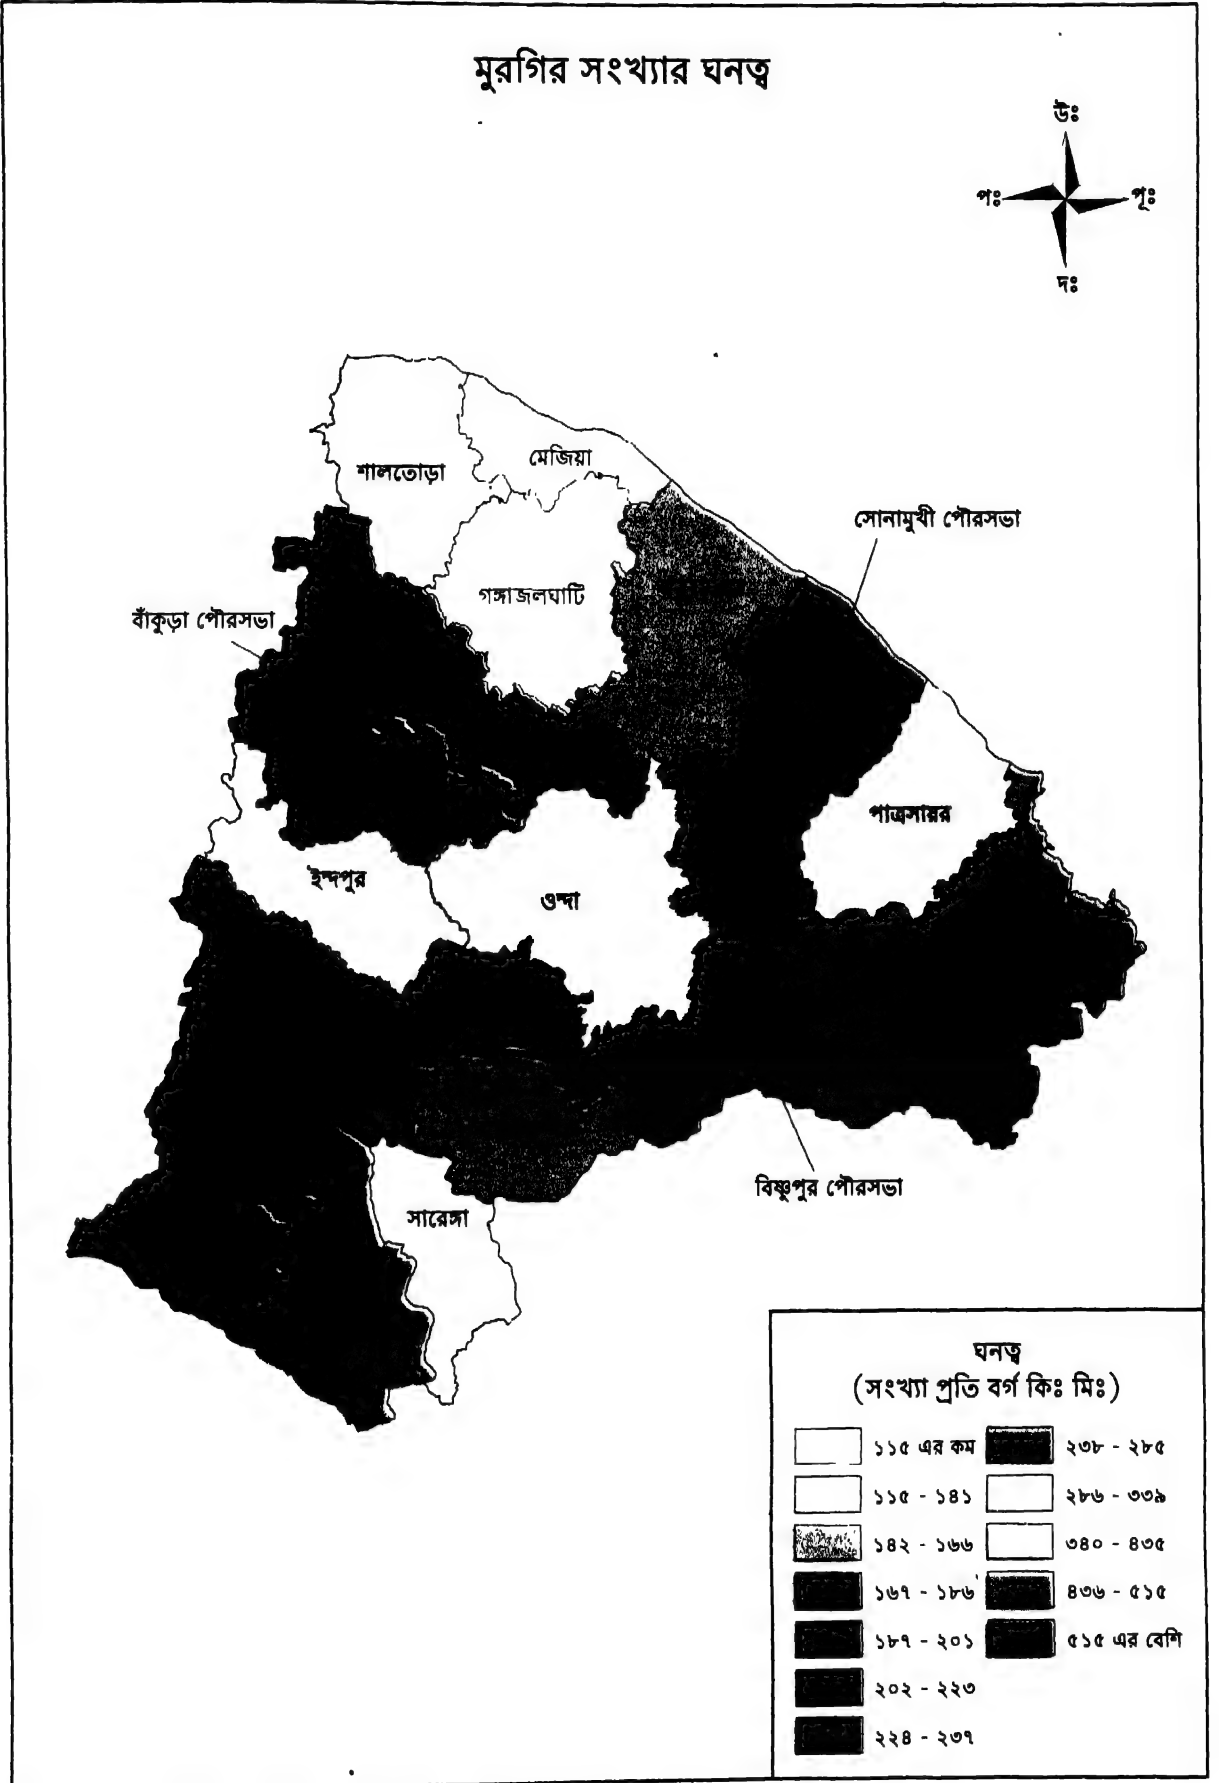 মুরগির সংখ্যার ঘনত্ব
উঃ
পঃ
পূঃ
দঃ
মেজিয়া
শালতোড়া
সোনামুখী পৌরসভা
গঙ্গাজলঘাটি
বাঁকুড়া পৌরসভা
পাত্রসায়র
ইন্দপুর
ওন্দা
বিষ্ণুপুর পৌরসভা
সারেঙ্গা
ঘনত্ব
(সংখ্যা প্রতি বর্গ কিঃ মিঃ)
১১৫ এর কম
১১৫ - ১৪১
১৪২ - ১৬৬
১৬৭ - ১৮৬
১৮৭ - ২০১
২০২ - ২২৩
২২৪ - ২৩৭
২৩৮ - ২৮৫
২৮৬ - ৩৩৯
৩৪০ - ৪৩৫
৪৩৬ - ৫১৫
৫১৫ এর বেশি